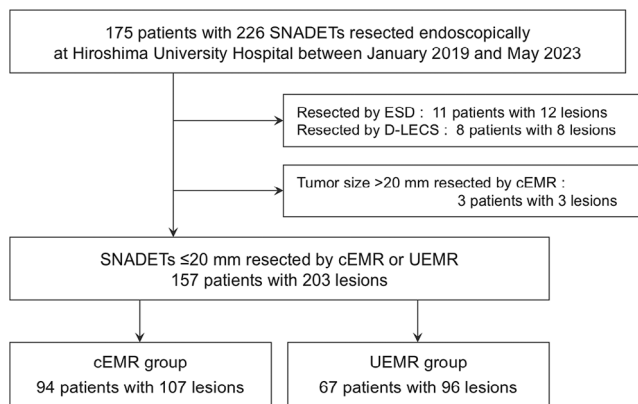 175 patients with 226 SNADETs resected endoscopically
at Hiroshima University Hospital between January 2019 and May 2023
Resected by ESD : 11 patients with 12 lesions
Resected by D-LECS : 8 patients with 8 lesions
Tumor size >20 mm resected by cEMR :
3 patients with 3 lesions
SNADETs ≤20 mm resected by cEMR or UEMR
157 patients with 203 lesions
cEMR group
94 patients with 107 lesions
UEMR group
67 patients with 96 lesions